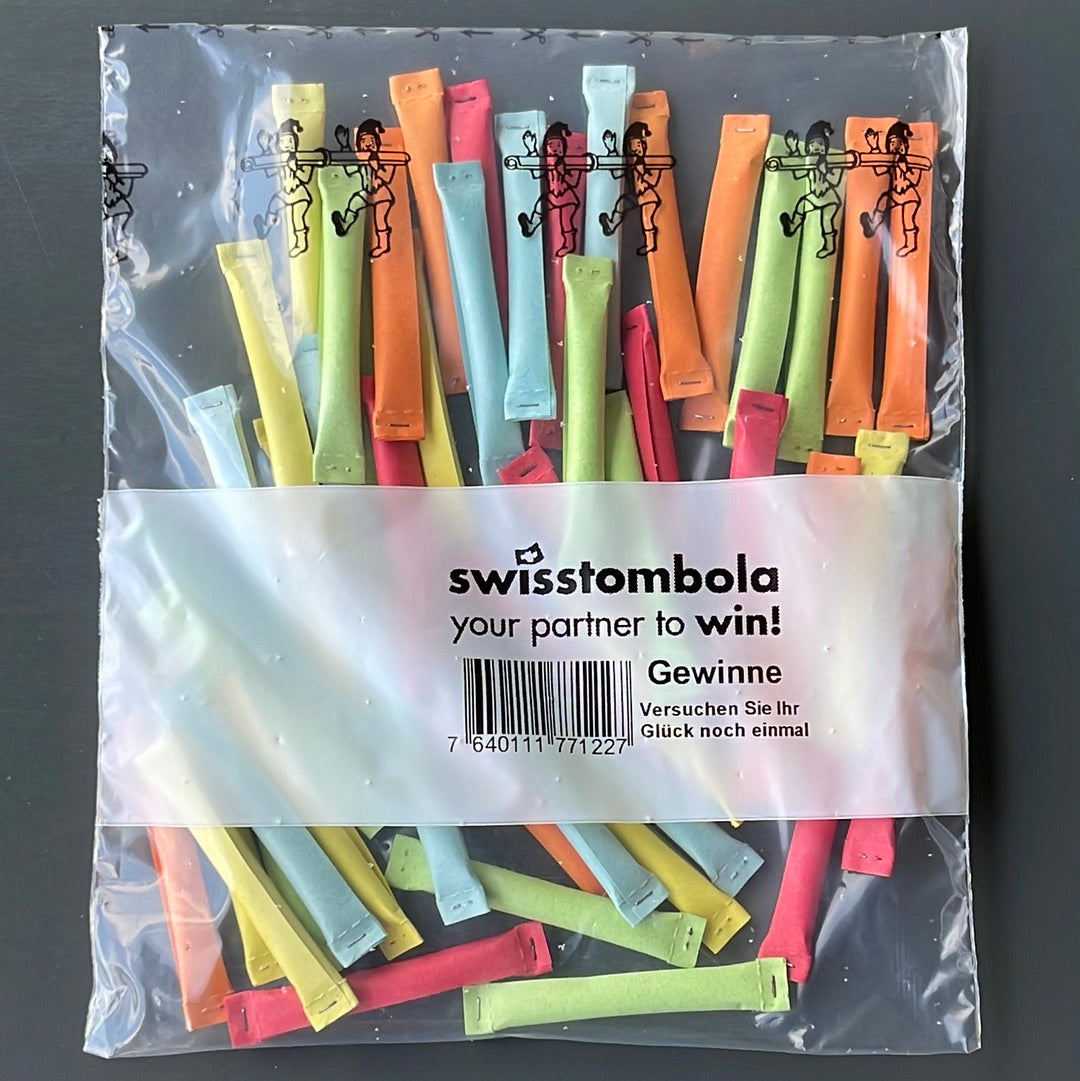 swisstombola
your partner to win!
Gewinne
Versuchen Sie Ihr
Glück noch einmal
7 640111 771227